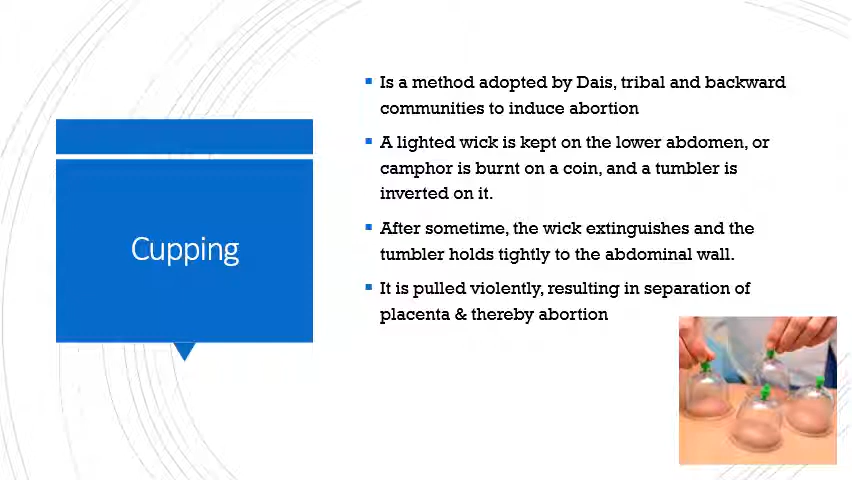 Cupping
Is a method adopted by Dais, tribal and backward
communities to induce abortion
A lighted wick is kept on the lower abdomen, or
camphor is burnt on a coin, and a tumbler is
inverted on it.
After sometime, the wick extinguishes and the
tumbler holds tightly to the abdominal wall.
It is pulled violently, resulting in separation of
placenta & thereby abortion